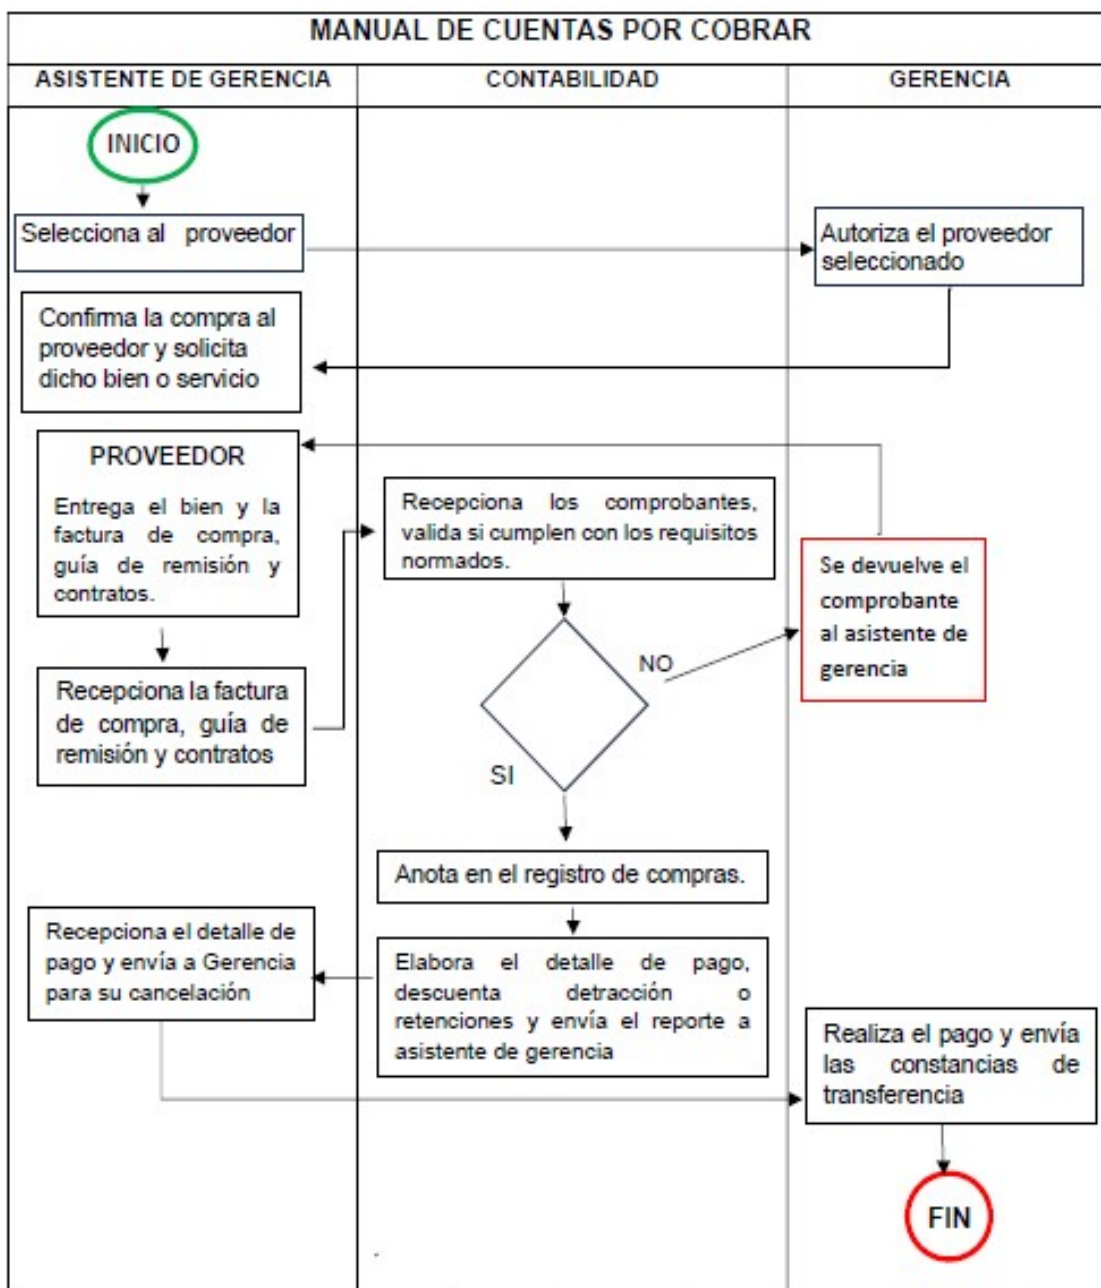 MANUAL DE CUENTAS POR COBRAR
ASISTENTE DE GERENCIA
CONTABILIDAD
GERENCIA
INICIO
Selecciona al proveedor
Autoriza el proveedor
seleccionado
Confirma la compra al
proveedor y solicita
dicho bien o servicio
PROVEEDOR
Entrega el bien y la
factura de compra,
guía de remisión y
contratos.
Recepciona los comprobantes,
valida si cumplen con los requisitos
normados.
Se devuelve el
comprobante
al asistente de
gerencia
NO
Recepciona la factura
de compra, guía de
remisión y contratos
SI
Anota en el registro de compras.
Recepciona el detalle de
pago y envía a Gerencia
para su cancelación
Elabora el detalle de pago,
descuenta detracción o
retenciones y envía el reporte a
asistente de gerencia
Realiza el pago y envía
las constancias de
transferencia
FIN